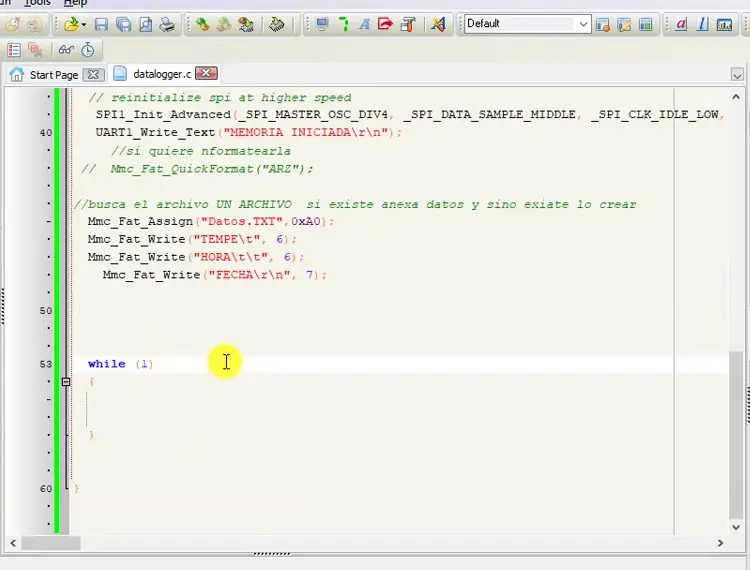 un Tools Help
Default
Start Page datalogger.c
// reinitialize spi at higher speed
40 SPI1_Init_Advanced(_SPI_MASTER_OSC_DIV4, _SPI_DATA_SAMPLE_MIDDLE, _SPI_CLK_IDLE_LOW,
UART1_Write_Text("MEMORIA INICIADA\r\n");
//si quiere nformatearla
// Mmc_Fat_QuickFormat("ARZ");
//busca el archivo UN ARCHIVO si existe anexa datos y sino exiate lo crear
Mmc_Fat_Assign("Datos.TXT",0xA0);
Mmc_Fat_Write("TEMPE\t", 6);
Mmc_Fat_Write("HORA\t\t", 6);
Mmc_Fat_Write("FECHA\r\n", 7);
50
53 while (1)
{
}
60 }